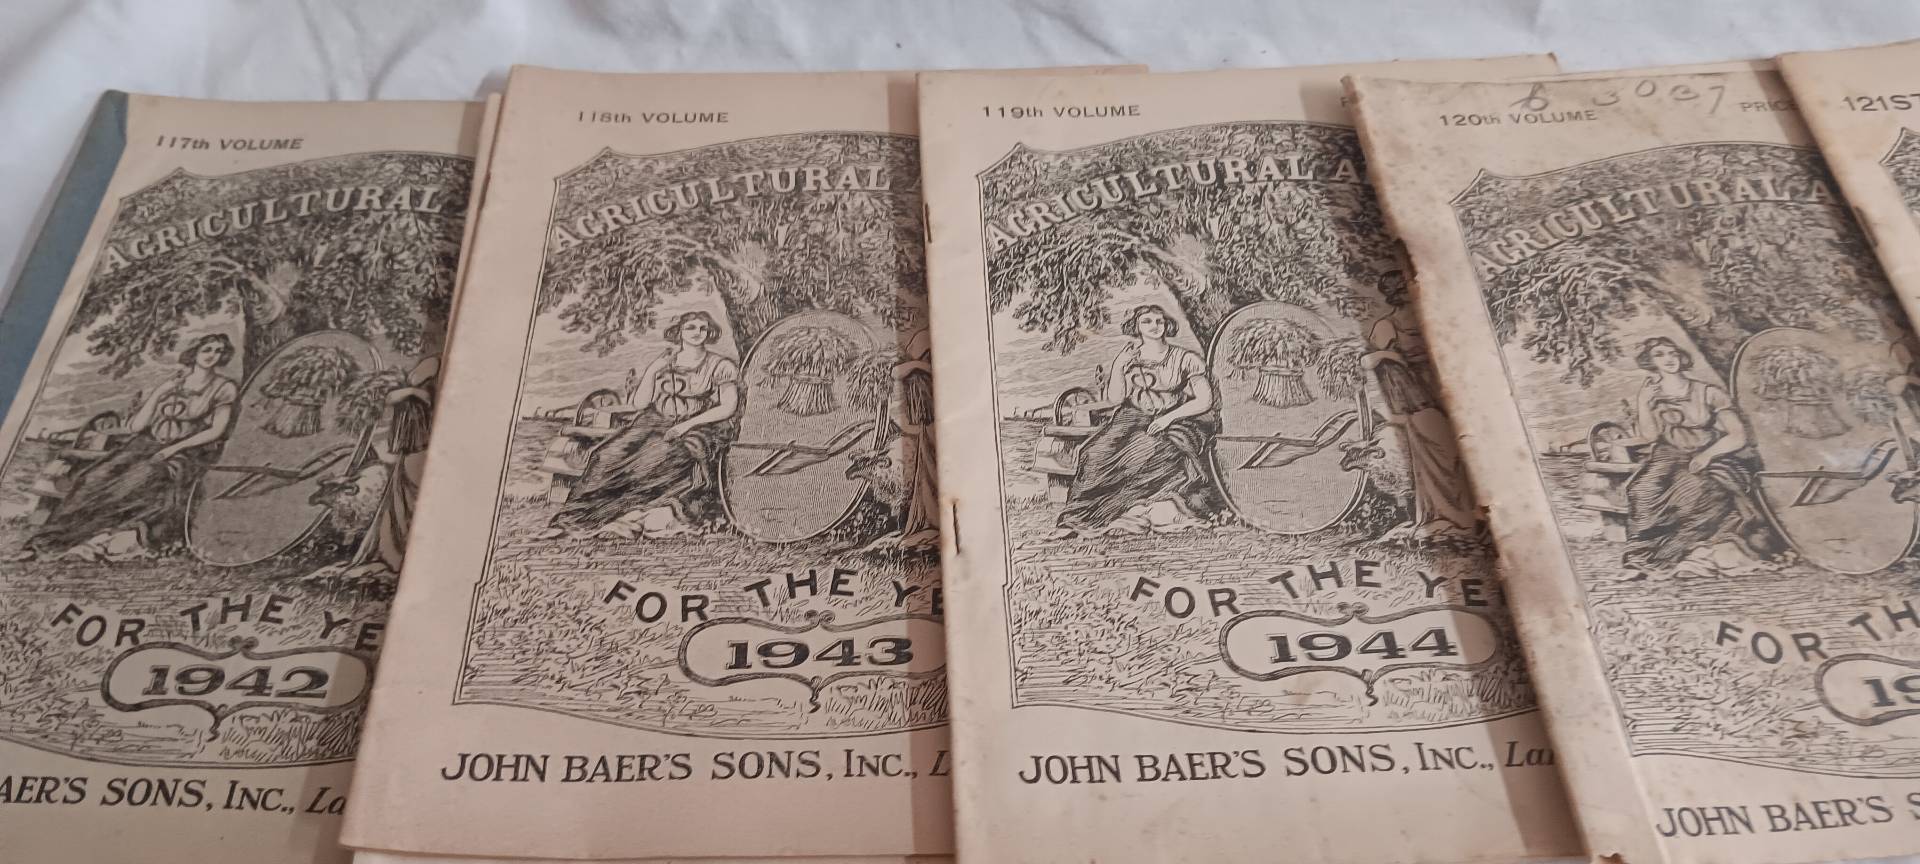 117th VOLUME
AGRICULTURAL
FOR THE YE
1942
AER'S SONS, INC., La
118th VOLUME
AGRICULTURAL
FOR THE YE
1943
JOHN BAER'S SONS, INC., L
119th VOLUME
AGRICULTURAL A
FOR THE YE
1944
JOHN BAER'S SONS, INC., Lan
120th VOLUME PRICE
AGRICULTURAL A
FOR TH
19
JOHN BAER'S S
121ST